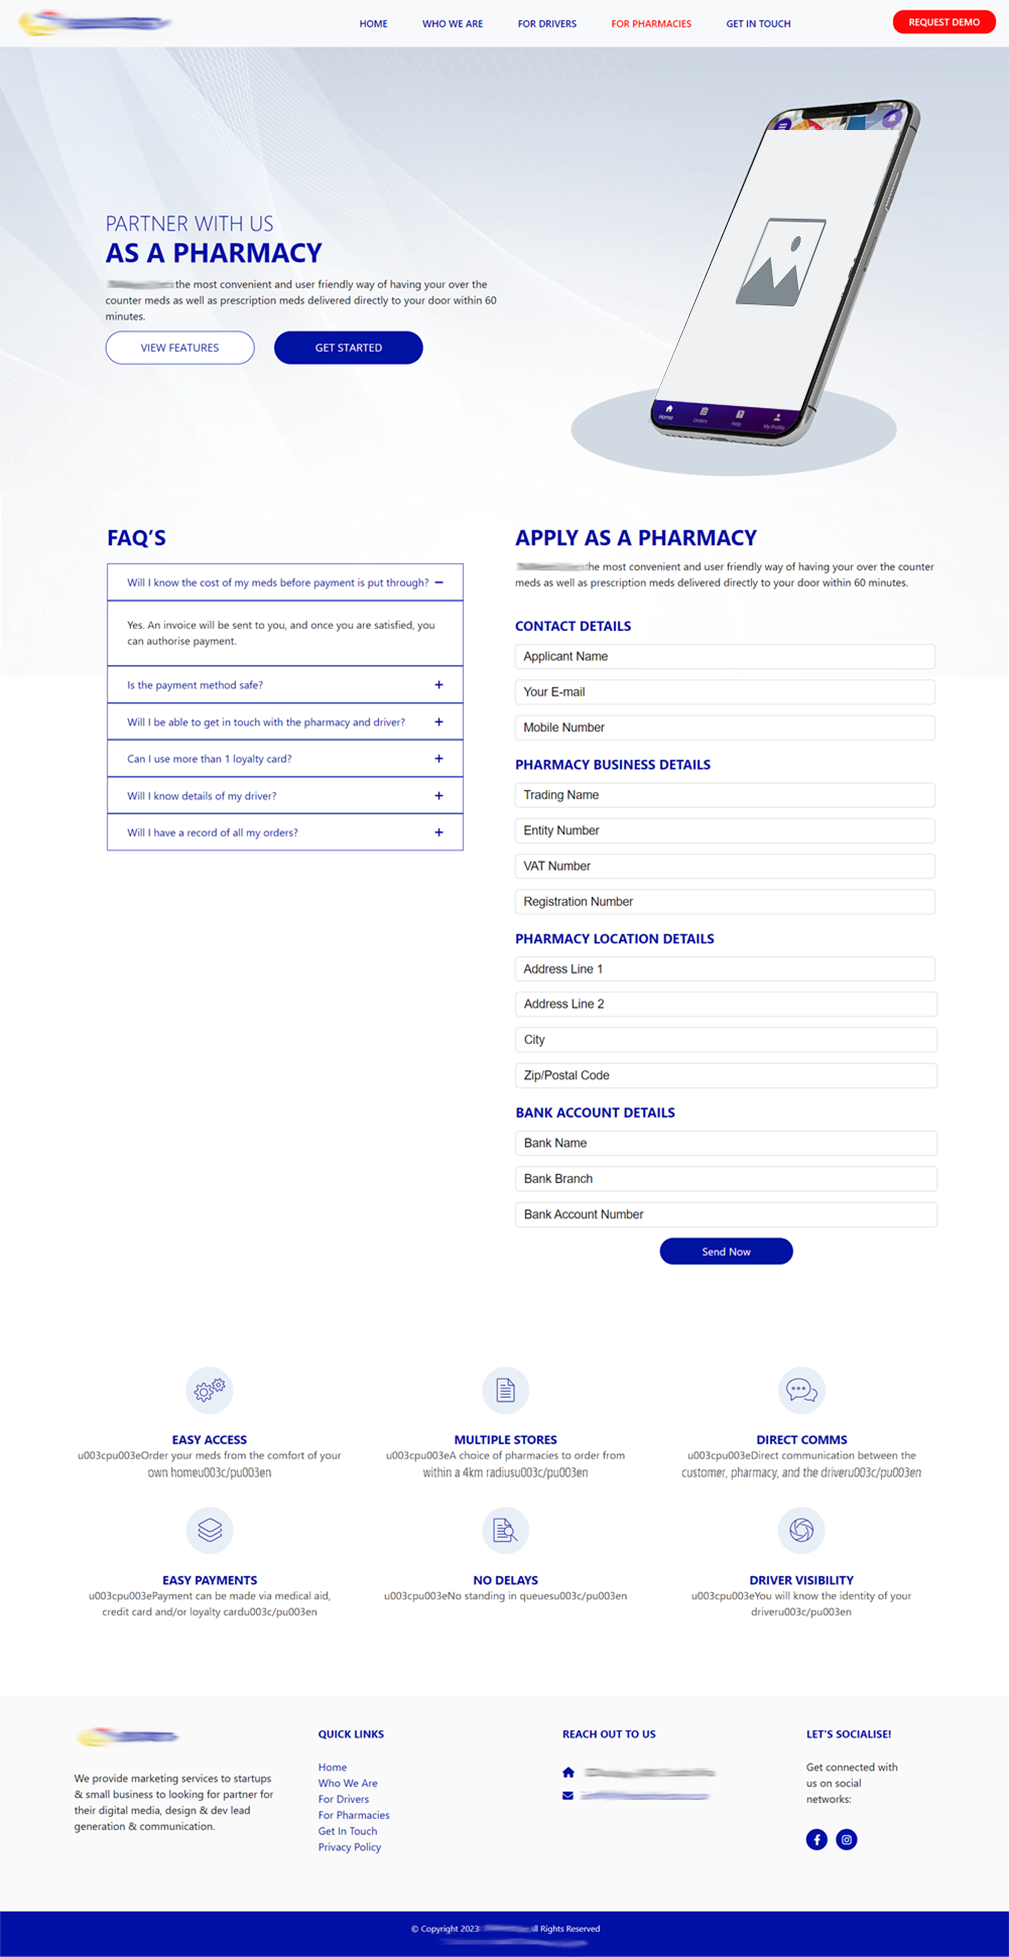 HOME
WHO WE ARE
FOR DRIVERS
FOR PHARMACIES
GET IN TOUCH
REQUEST DEMO
PARTNER WITH US
AS A PHARMACY
the most convenient and user friendly way of having your over the
counter meds as well as prescription meds delivered directly to your door within 60
minutes.
VIEW FEATURES
GET STARTED
Home
Orders
Help
My Profile
FAQ'S
Will I know the cost of my meds before payment is put through?
Yes. An invoice will be sent to you, and once you are satisfied, you
can authorise payment.
Is the payment method safe?
Will I be able to get in touch with the pharmacy and driver?
Can I use more than 1 loyalty card?
Will I know details of my driver?
Will I have a record of all my orders?
APPLY AS A PHARMACY
the most convenient and user friendly way of having your over the counter
meds as well as prescription meds delivered directly to your door within 60 minutes.
CONTACT DETAILS
Applicant Name
Your E-mail
Mobile Number
PHARMACY BUSINESS DETAILS
Trading Name
Entity Number
VAT Number
Registration Number
PHARMACY LOCATION DETAILS
Address Line 1
Address Line 2
City
Zip/Postal Code
BANK ACCOUNT DETAILS
Bank Name
Bank Branch
Bank Account Number
Send Now
EASY ACCESS
u003cpu003eOrder your meds from the comfort of your
own homeu003c/pu003en
MULTIPLE STORES
u003cpu003eA choice of pharmacies to order from
within a 4km radiusu003c/pu003en
DIRECT COMMS
u003cpu003eDirect communication between the
customer, pharmacy, and the driveru003c/pu003en
EASY PAYMENTS
u003cpu003ePayment can be made via medical aid,
credit card and/or loyalty cardu003c/pu003en
NO DELAYS
u003cpu003eNo standing in queuesu003c/pu003en
DRIVER VISIBILITY
u003cpu003eYou will know the identity of your
driveru003c/pu003en
We provide marketing services to startups
& small business to looking for partner for
their digital media, design & dev lead
generation & communication.
QUICK LINKS
Home
Who We Are
For Drivers
For Pharmacies
Get In Touch
Privacy Policy
REACH OUT TO US
LET'S SOCIALISE!
Get connected with
us on social
networks:
© Copyright 2023 ll Rights Reserved